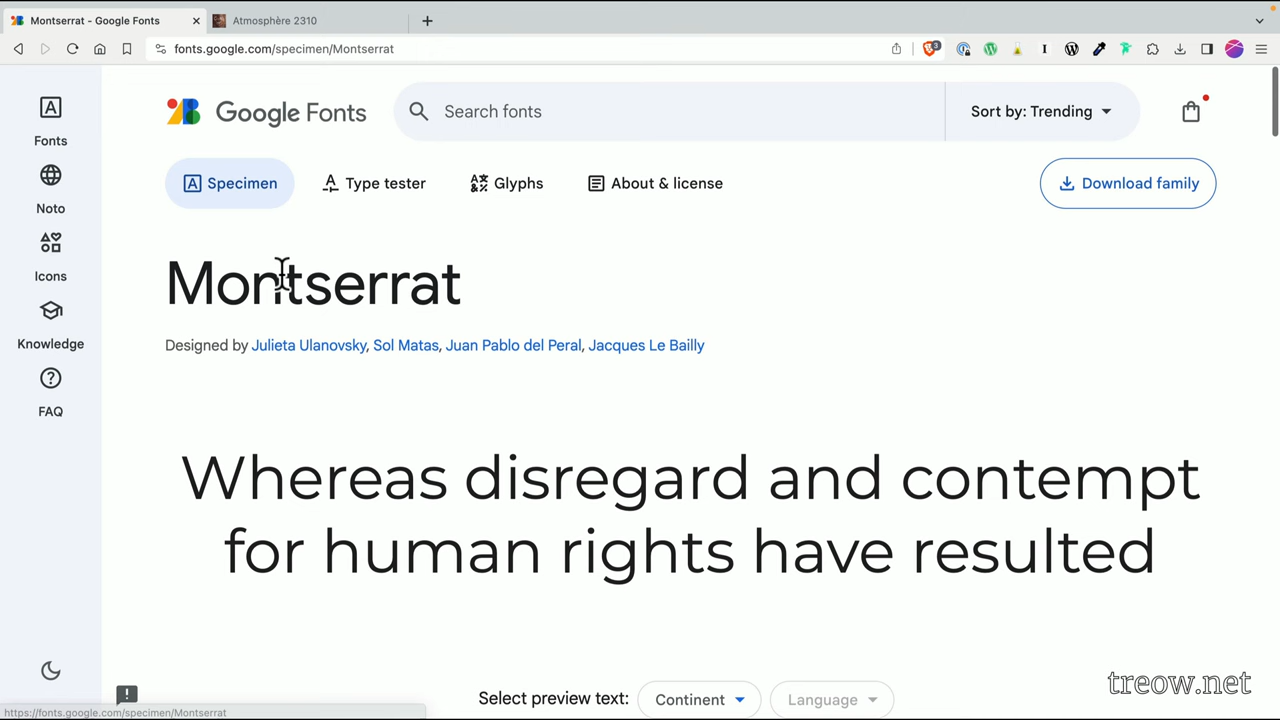 Montserrat - Google Fonts
Atmosphère 2310
fonts.google.com/specimen/Montserrat
3
Google Fonts
Search fonts
Sort by: Trending
Fonts
Noto
Icons
Knowledge
FAQ
Specimen
Type tester
Glyphs
About & license
Download family
Montserrat
Designed by Julieta Ulanovsky, Sol Matas, Juan Pablo del Peral, Jacques Le Bailly
Whereas disregard and contempt
for human rights have resulted
Select preview text:
Continent
Language
treow.net
https://fonts.google.com/specimen/Montserrat